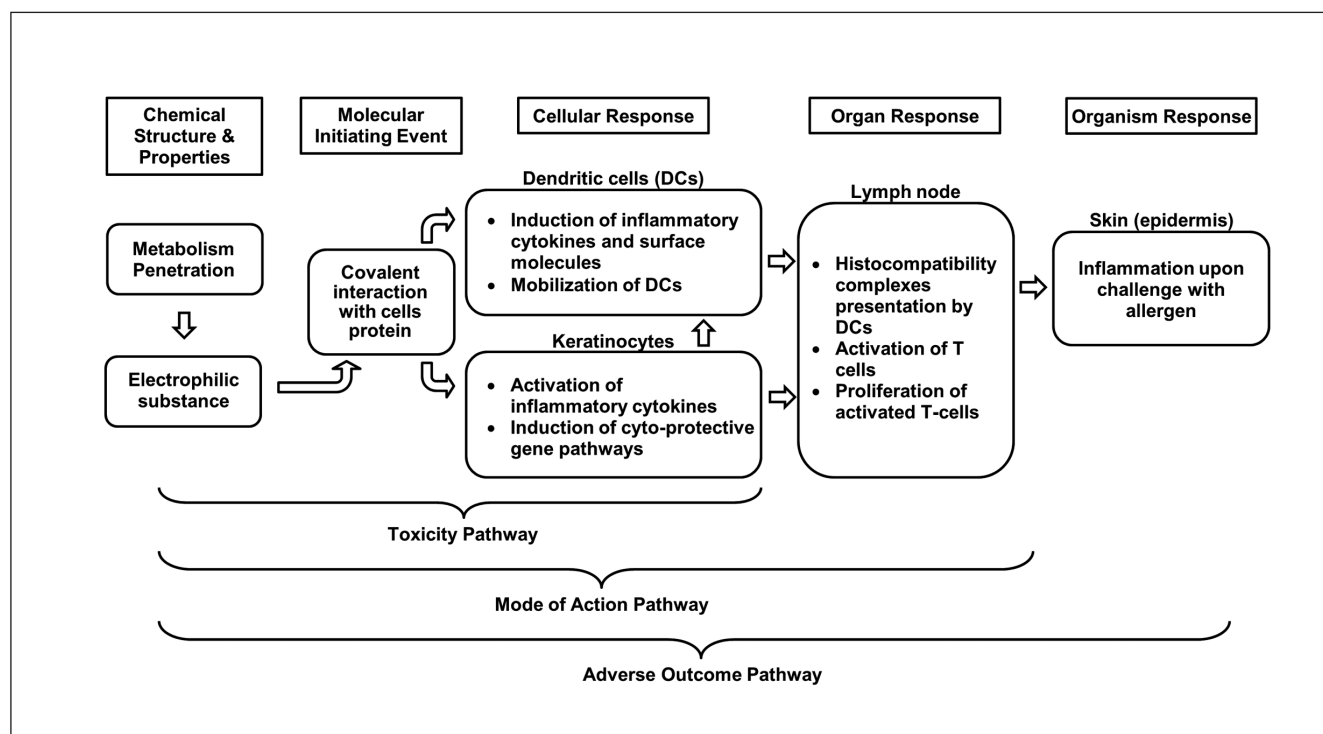 Chemical
Structure &
Properties
Molecular
Initiating Event
Cellular Response
Organ Response
Organism Response
Metabolism
Penetration
Electrophilic
substance
Covalent
interaction
with cells
protein
Dendritic cells (DCs)
• Induction of inflammatory
cytokines and surface
molecules
• Mobilization of DCs
Keratinocytes
• Activation of
inflammatory cytokines
• Induction of cyto-protective
gene pathways
Lymph node
• Histocompatibility
complexes
presentation by
DCs
• Activation of T
cells
• Proliferation of
activated T-cells
Skin (epidermis)
Inflammation upon
challenge with
allergen
Toxicity Pathway
Mode of Action Pathway
Adverse Outcome Pathway